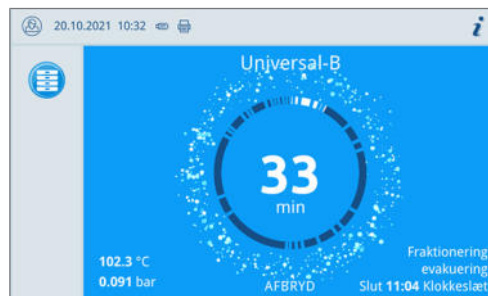 20.10.2021 10:32
i
Universal-B
33
min
102.3 °C
0.091 bar
AFBRYD
Fraktionering
evakuering
Slut 11:04 Klokkeslæt